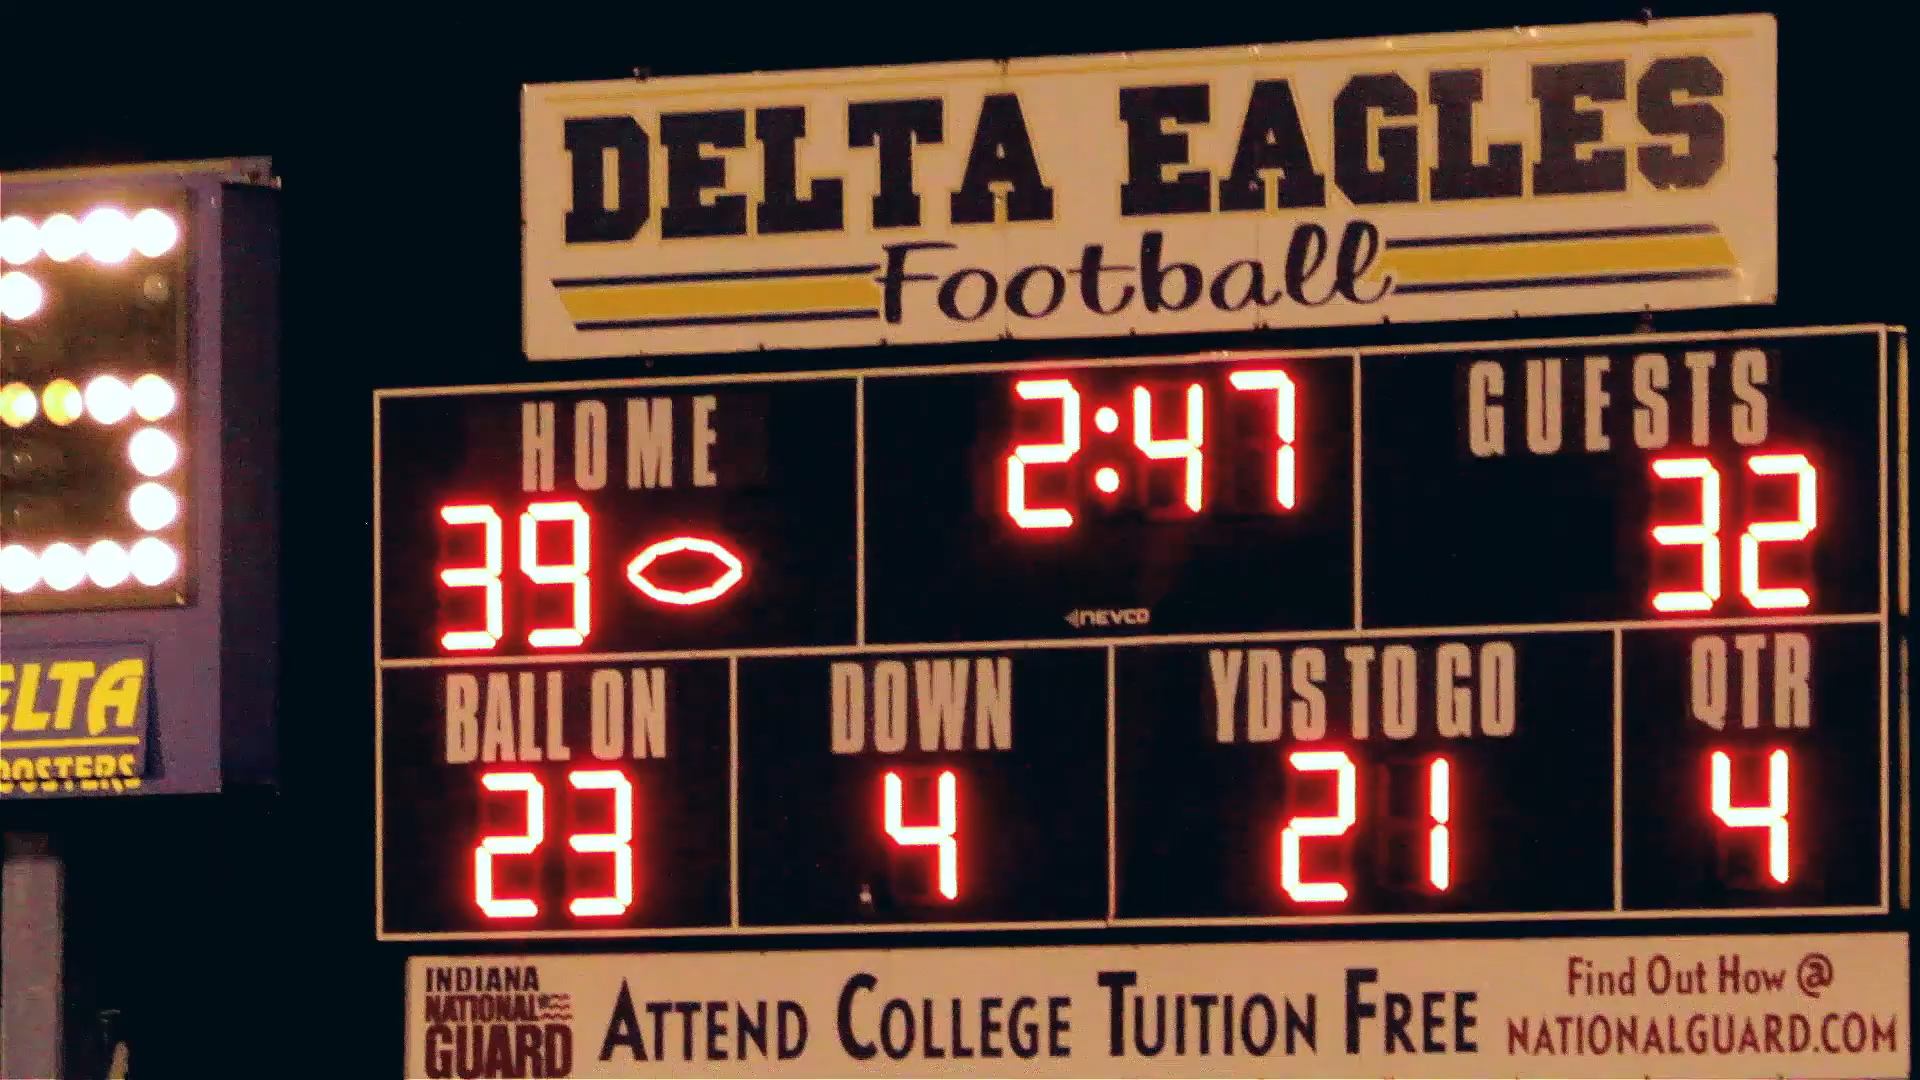 DELTA EAGLES
Football
HOME
2:47
GUESTS
39
32
NEVCO
BALL ON
DOWN
YDS TO GO
QTR
23
4
21
4
INDIANA
NATIONAL
GUARD
ATTEND COLLEGE TUITION FREE
Find Out How @
NATIONALGUARD.COM
ELTA
OOSTERS